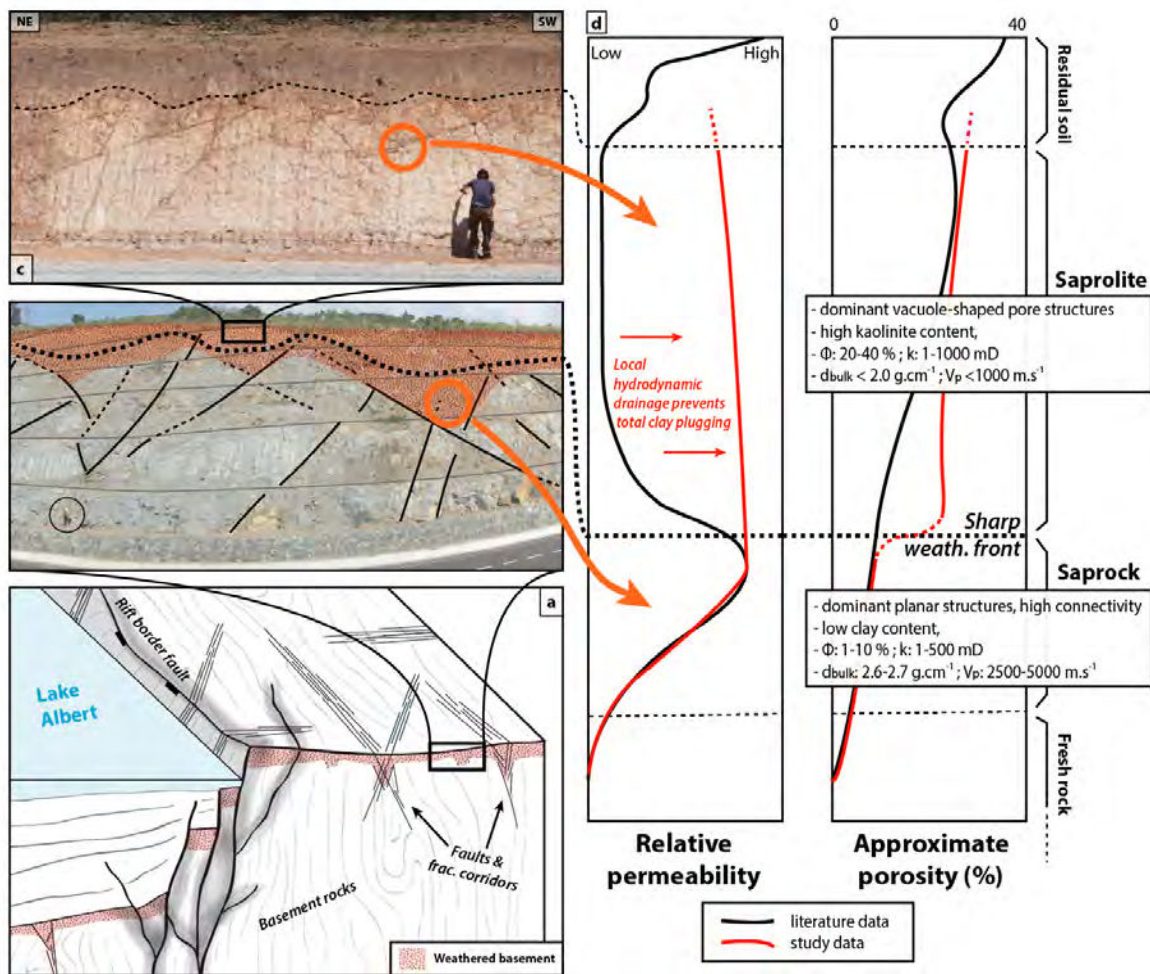 NE
SW
c
a
Rift border fault
Lake
Albert
Faults &
frac. corridors
Basement rocks
Weathered basement
d
Low
High
Local
hydrodynamic
drainage prevents
total clay plugging
Relative
permeability
0
40
Residual soil
Saprolite
- dominant vacuole-shaped pore structures
- high kaolinite content,
- Φ: 20-40 % ; k: 1-1000 mD
- dbulk < 2.0 g.cm⁻¹ ; Vp <1000 m.s⁻¹
Sharp
weath. front
Saprock
- dominant planar structures, high connectivity
- low clay content,
- Φ: 1-10 % ; k: 1-500 mD
- dbulk: 2.6-2.7 g.cm⁻¹ ; Vp: 2500-5000 m.s⁻¹
Fresh rock
Approximate
porosity (%)
literature data
study data